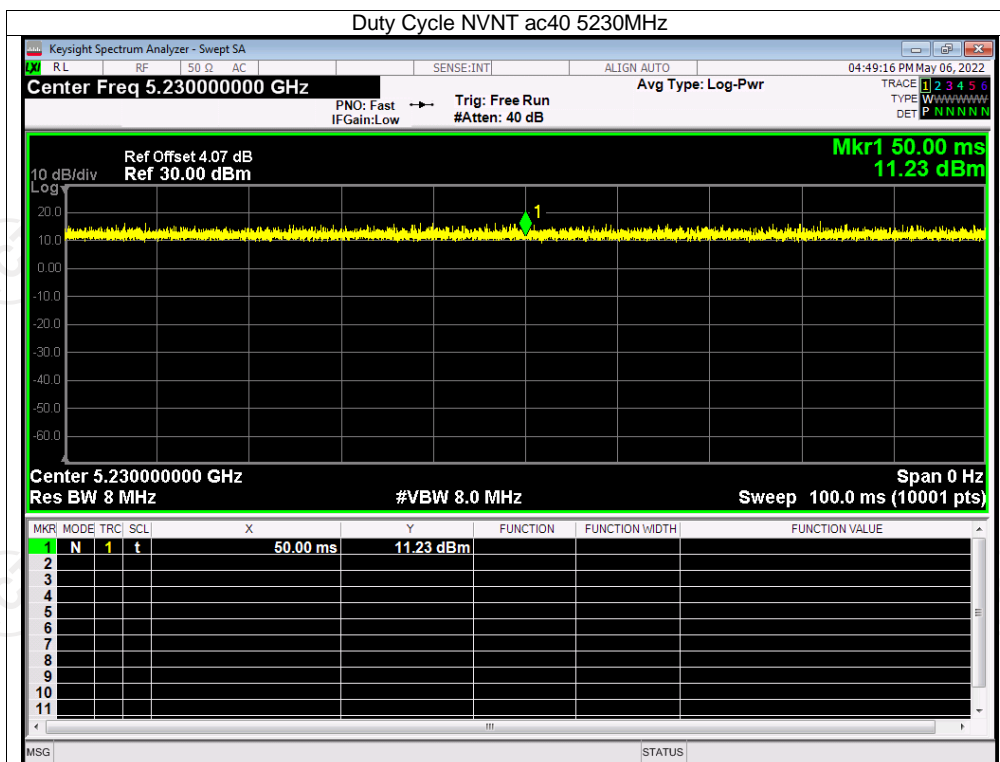 Duty Cycle NVNT ac40 5230MHz
Keysight Spectrum Analyzer - Swept SA
LXI RL RF 50 Ω AC SENSE:INT ALIGN AUTO 04:49:16 PM May 06, 2022
Center Freq 5.230000000 GHz Avg Type: Log-Pwr TRACE 1 2 3 4 5 6
PNO: Fast Trig: Free Run TYPE WWWWWW
IFGain:Low #Atten: 40 dB DET P N N N N N
Ref Offset 4.07 dB Mkr1 50.00 ms
10 dB/div Ref 30.00 dBm 11.23 dBm
Log
20.0
1
10.0
0.00
-10.0
-20.0
-30.0
-40.0
-50.0
-60.0
Center 5.230000000 GHz Span 0 Hz
Res BW 8 MHz #VBW 8.0 MHz Sweep 100.0 ms (10001 pts)
MKR MODE TRC SCL X Y FUNCTION FUNCTION WIDTH FUNCTION VALUE
1 N 1 t 50.00 ms 11.23 dBm
2
3
4
5
6
7
8
9
10
11
MSG STATUS